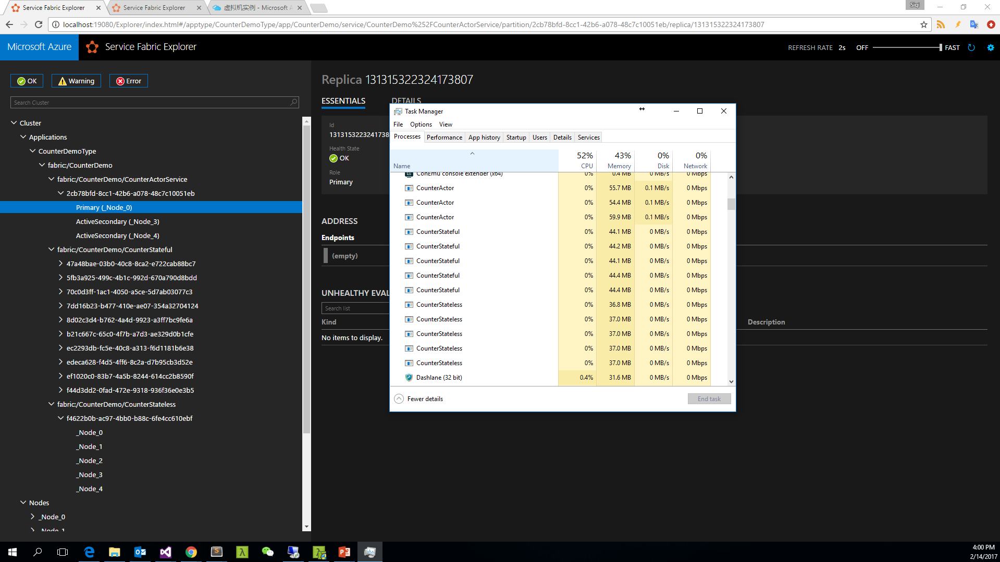 Service Fabric Explorer
Service Fabric Explorer
虚拟机实例 - Microsoft A
Siqi
localhost:19080/Explorer/index.html#/apptype/CounterDemoType/app/CounterDemo/service/CounterDemo%252FCounterActorService/partition/2cb78bfd-8cc1-42b6-a078-48c7c10051eb/replica/131315322324173807
Microsoft Azure
Service Fabric Explorer
REFRESH RATE 2s OFF FAST
OK
Warning
Error
Search Cluster
Cluster
Applications
CounterDemoType
fabric:/CounterDemo
fabric:/CounterDemo/CounterActorService
2cb78bfd-8cc1-42b6-a078-48c7c10051eb
Primary (_Node_0)
ActiveSecondary (_Node_3)
ActiveSecondary (_Node_4)
fabric:/CounterDemo/CounterStateful
47a48bae-03b0-40c8-8ca2-e722cab88bc7
5fb3a925-499c-4b1c-992d-670a790d8bdd
70c0d3ff-1ac1-4050-a5ce-5d7ab03077c3
7dd16b23-b477-410e-ae07-354a32704124
8d02c3d4-b762-4a4d-9923-a3ff7bc9fe6a
b21c667c-65c0-4f7b-a7d3-ae329d0b1cfe
ec2293db-fc5e-40c8-a313-f6d1181b6e38
edeca628-f4d5-4ff6-8c2a-d7b95cb3d52e
ef1020c0-83b7-4a5b-8244-614cc2b8590f
f44d3dd2-0fad-472e-9318-936f36e0e3b5
fabric:/CounterDemo/CounterStateless
f4622b0b-ac97-4bb0-b88c-6fe4cc610ebf
_Node_0
_Node_1
_Node_2
_Node_3
_Node_4
Nodes
_Node_0
_Node_1
Replica 131315322324173807
ESSENTIALS
DETAILS
Id
1313153223241738
Health State
OK
Role
Primary
ADDRESS
Endpoints
(empty)
UNHEALTHY EVAL
Search list
Kind
Description
No items to display.
Task Manager
File Options View
Processes Performance App history Startup Users Details Services
52% 43% 0% 0%
Name CPU Memory Disk Network
ConEmu console extender (x64) 0% 0.4 MB 0 MB/s 0 Mbps
CounterActor 0% 55.7 MB 0.1 MB/s 0 Mbps
CounterActor 0% 54.4 MB 0.1 MB/s 0 Mbps
CounterActor 0% 59.9 MB 0.1 MB/s 0 Mbps
CounterStateful 0% 44.1 MB 0 MB/s 0 Mbps
CounterStateful 0% 44.2 MB 0 MB/s 0 Mbps
CounterStateful 0% 44.1 MB 0 MB/s 0 Mbps
CounterStateful 0% 44.4 MB 0 MB/s 0 Mbps
CounterStateful 0% 44.4 MB 0 MB/s 0 Mbps
CounterStateless 0% 36.8 MB 0 MB/s 0 Mbps
CounterStateless 0% 37.0 MB 0 MB/s 0 Mbps
CounterStateless 0% 37.0 MB 0 MB/s 0 Mbps
CounterStateless 0% 37.0 MB 0 MB/s 0 Mbps
CounterStateless 0% 37.0 MB 0 MB/s 0 Mbps
Dashlane (32 bit) 0.4% 31.6 MB 0 MB/s 0 Mbps
Fewer details
End task
4:00 PM
2/14/2017